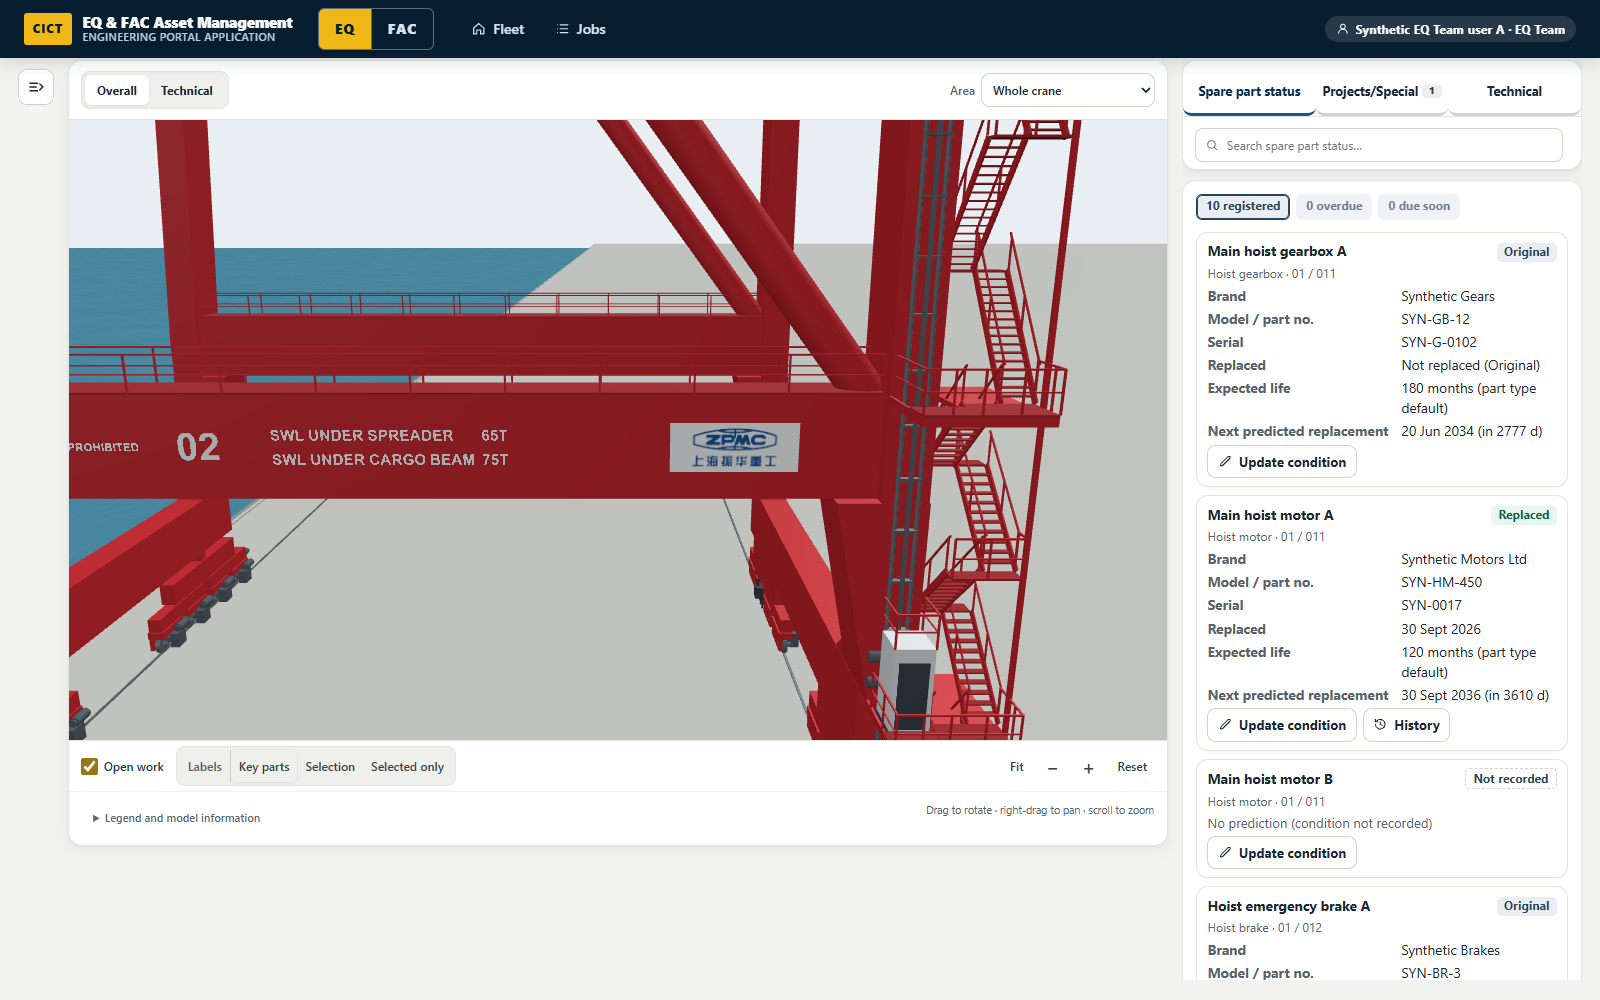 CICT
EQ & FAC Asset Management
ENGINEERING PORTAL APPLICATION
EQ
FAC
Fleet
Jobs
Synthetic EQ Team user A · EQ Team
Overall
Technical
Area
Whole crane
PROHIBITED
02
SWL UNDER SPREADER 65T
SWL UNDER CARGO BEAM 75T
ZPMC
上海振华重工
Open work
Labels
Key parts
Selection
Selected only
Fit
−
+
Reset
Legend and model information
Drag to rotate · right-drag to pan · scroll to zoom
Spare part status
Projects/Special 1
Technical
Search spare part status...
10 registered
0 overdue
0 due soon
Main hoist gearbox A
Original
Hoist gearbox · 01 / 011
Brand Synthetic Gears
Model / part no. SYN-GB-12
Serial SYN-G-0102
Replaced Not replaced (Original)
Expected life 180 months (part type
default)
Next predicted replacement 20 Jun 2034 (in 2777 d)
Update condition
Main hoist motor A
Replaced
Hoist motor · 01 / 011
Brand Synthetic Motors Ltd
Model / part no. SYN-HM-450
Serial SYN-0017
Replaced 30 Sept 2026
Expected life 120 months (part type
default)
Next predicted replacement 30 Sept 2036 (in 3610 d)
Update condition
History
Main hoist motor B
Not recorded
Hoist motor · 01 / 011
No prediction (condition not recorded)
Update condition
Hoist emergency brake A
Original
Hoist brake · 01 / 012
Brand Synthetic Brakes
Model / part no. SYN-BR-3